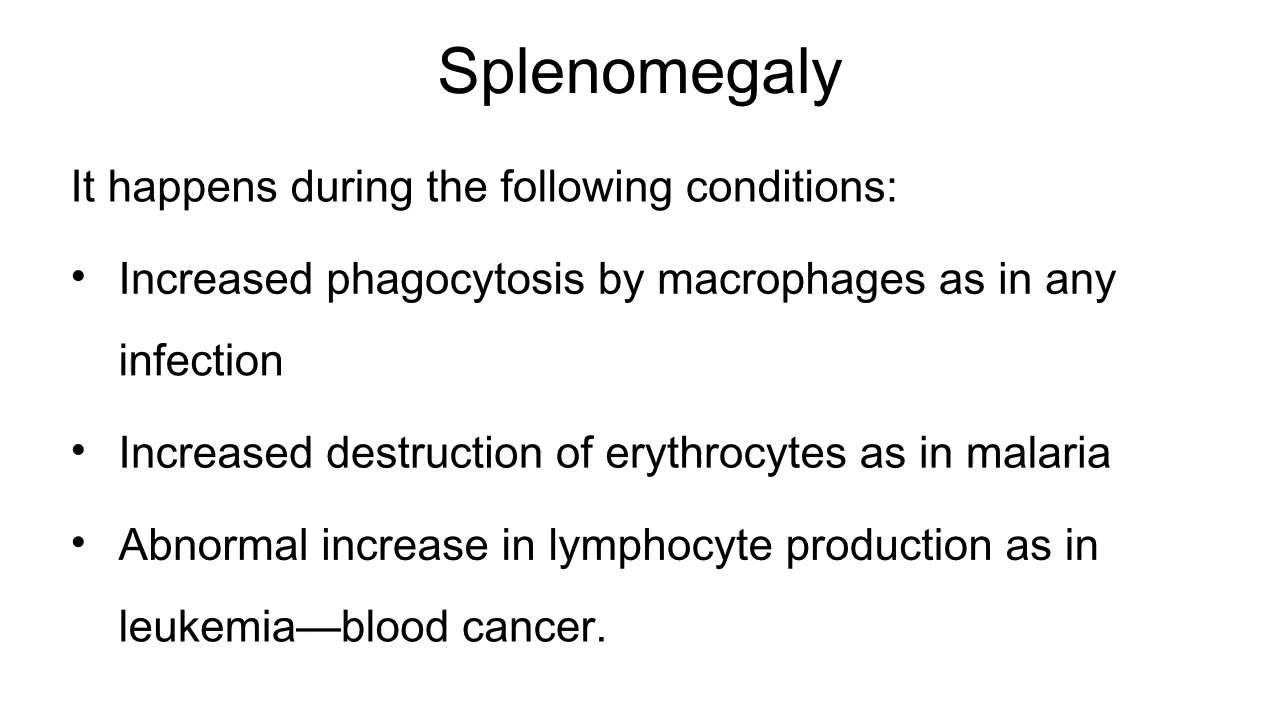 Splenomegaly
It happens during the following conditions:
• Increased phagocytosis by macrophages as in any
infection
• Increased destruction of erythrocytes as in malaria
• Abnormal increase in lymphocyte production as in
leukemia—blood cancer.